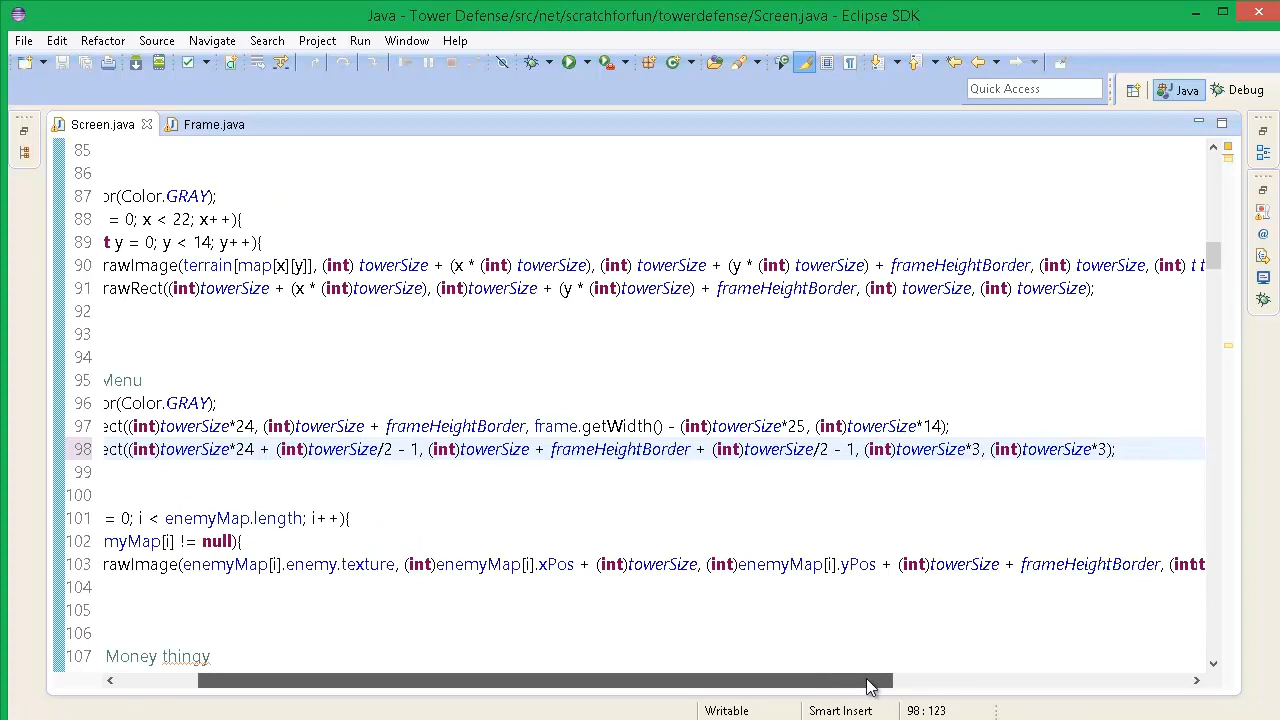 Java - Tower Defense/src/net/scratchforfun/towerdefense/Screen.java - Eclipse SDK
File Edit Refactor Source Navigate Search Project Run Window Help
Quick Access
Java
Debug
Screen.java
Frame.java
85
86
87 or(Color.GRAY);
88 = 0; x < 22; x++){
89 t y = 0; y < 14; y++){
90 rawImage(terrain[map[x][y]], (int) towerSize + (x * (int) towerSize), (int) towerSize + (y * (int) towerSize) + frameHeightBorder, (int) towerSize, (int) t
91 rawRect((int)towerSize + (x * (int)towerSize), (int)towerSize + (y * (int)towerSize) + frameHeightBorder, (int) towerSize, (int) towerSize);
92
93
94
95 Menu
96 or(Color.GRAY);
97 ect((int)towerSize*24, (int)towerSize + frameHeightBorder, frame.getWidth() - (int)towerSize*25, (int)towerSize*14);
98 ect((int)towerSize*24 + (int)towerSize/2 - 1, (int)towerSize + frameHeightBorder + (int)towerSize/2 - 1, (int)towerSize*3, (int)towerSize*3);
99
100
101 = 0; i < enemyMap.length; i++){
102 myMap[i] != null){
103 rawImage(enemyMap[i].enemy.texture, (int)enemyMap[i].xPos + (int)towerSize, (int)enemyMap[i].yPos + (int)towerSize + frameHeightBorder, (int
104
105
106
107 Money thingy
Writable
Smart Insert
98 : 123